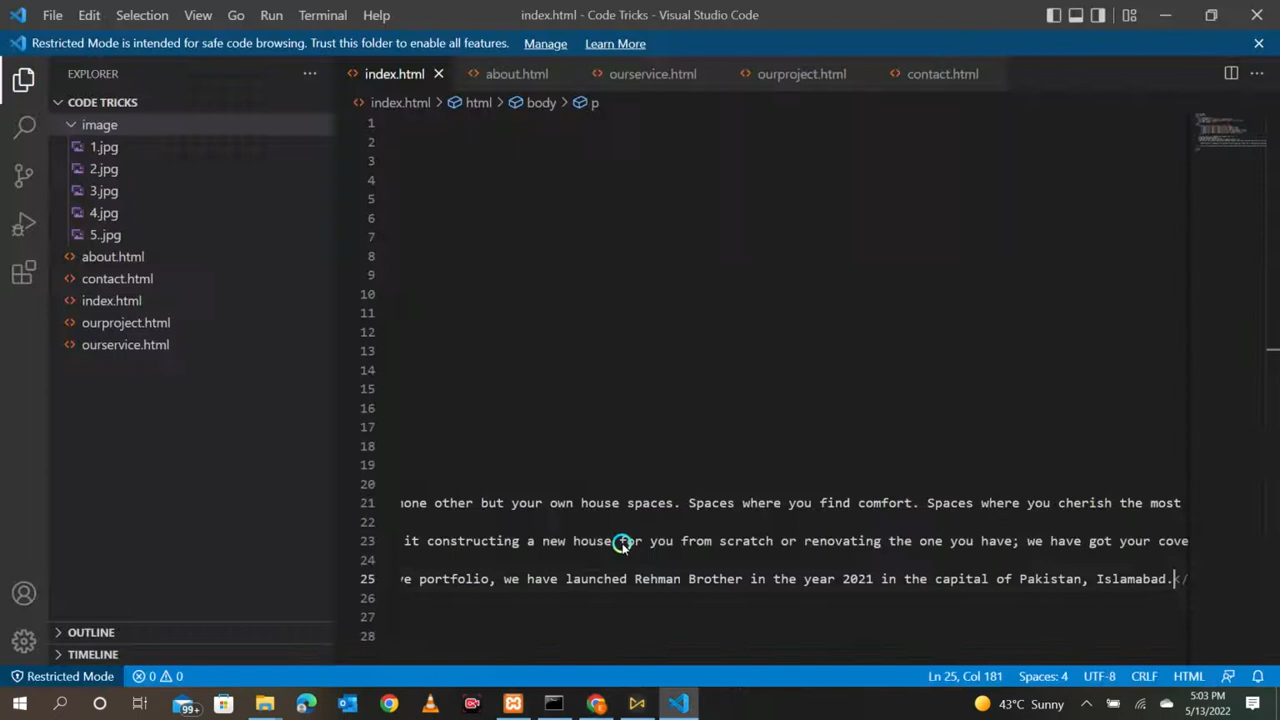 File Edit Selection View Go Run Terminal Help index.html - Code Tricks - Visual Studio Code
Restricted Mode is intended for safe code browsing. Trust this folder to enable all features. Manage Learn More
EXPLORER
index.html about.html ourservice.html ourproject.html contact.html
CODE TRICKS
index.html > html > body > p
image
1.jpg
2.jpg
3.jpg
4.jpg
5..jpg
about.html
contact.html
index.html
ourproject.html
ourservice.html
1
2
3
4
5
6
7
8
9
10
11
12
13
14
15
16
17
18
19
20
21 none other but your own house spaces. Spaces where you find comfort. Spaces where you cherish the most
22
23 it constructing a new house for you from scratch or renovating the one you have; we have got your cove
24
25 ve portfolio, we have launched Rehman Brother in the year 2021 in the capital of Pakistan, Islamabad.</
26
27
28
OUTLINE
TIMELINE
Restricted Mode 0 0 Ln 25, Col 181 Spaces: 4 UTF-8 CRLF HTML
99+ 43°C Sunny 5:03 PM
5/13/2022